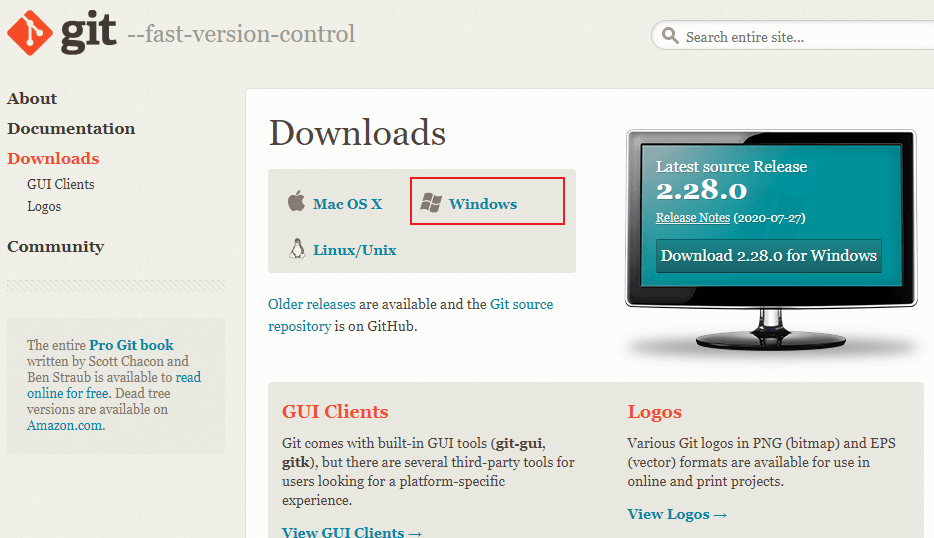 git --fast-version-control
Search entire site...
About
Documentation
Downloads
GUI Clients
Logos
Community
The entire Pro Git book
written by Scott Chacon and
Ben Straub is available to read
online for free. Dead tree
versions are available on
Amazon.com.
Downloads
Mac OS X
Windows
Linux/Unix
Older releases are available and the Git source
repository is on GitHub.
Latest source Release
2.28.0
Release Notes (2020-07-27)
Download 2.28.0 for Windows
GUI Clients
Git comes with built-in GUI tools (git-gui,
gitk), but there are several third-party tools for
users looking for a platform-specific
experience.
View GUI Clients →
Logos
Various Git logos in PNG (bitmap) and EPS
(vector) formats are available for use in
online and print projects.
View Logos →